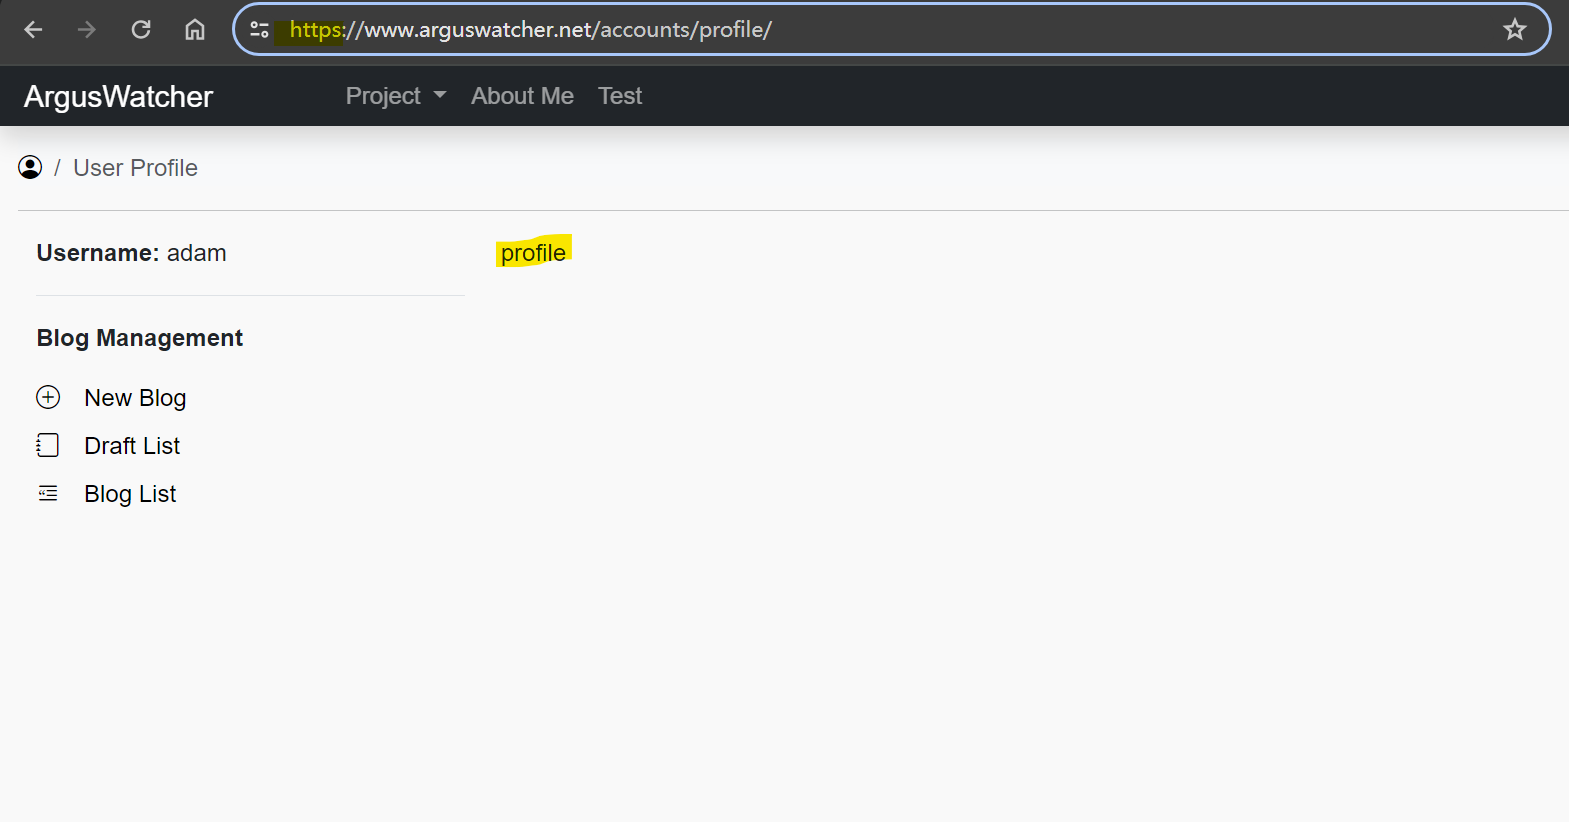 https://www.arguswatcher.net/accounts/profile/
ArgusWatcher Project About Me Test
/ User Profile
Username: adam
profile
Blog Management
New Blog
Draft List
Blog List